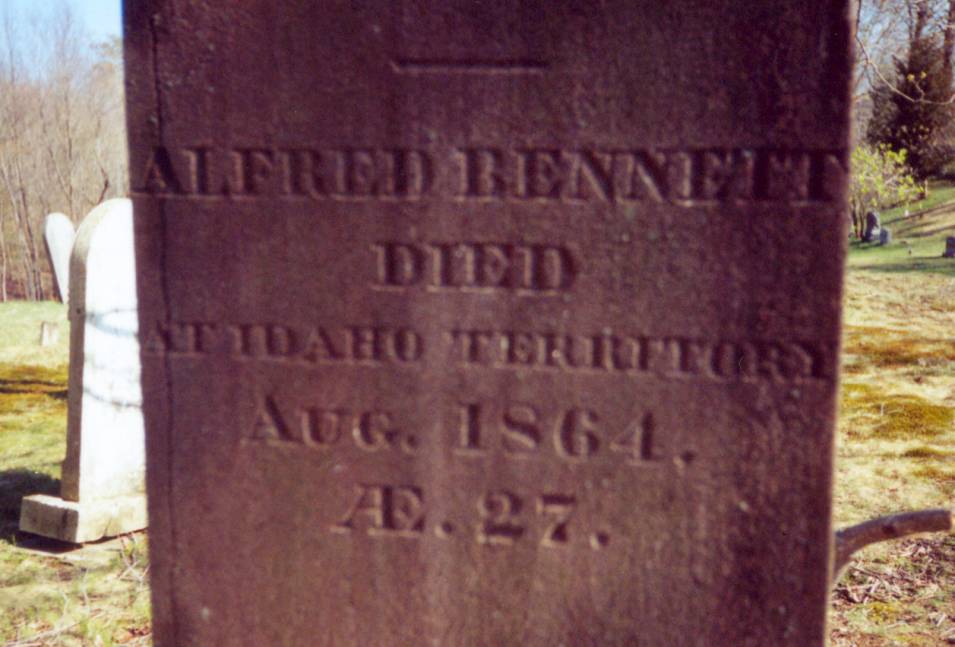 ALFRED BENNETT
DIED
AT IDAHO TERRITORY
AUG. 1864.
Æ. 27.